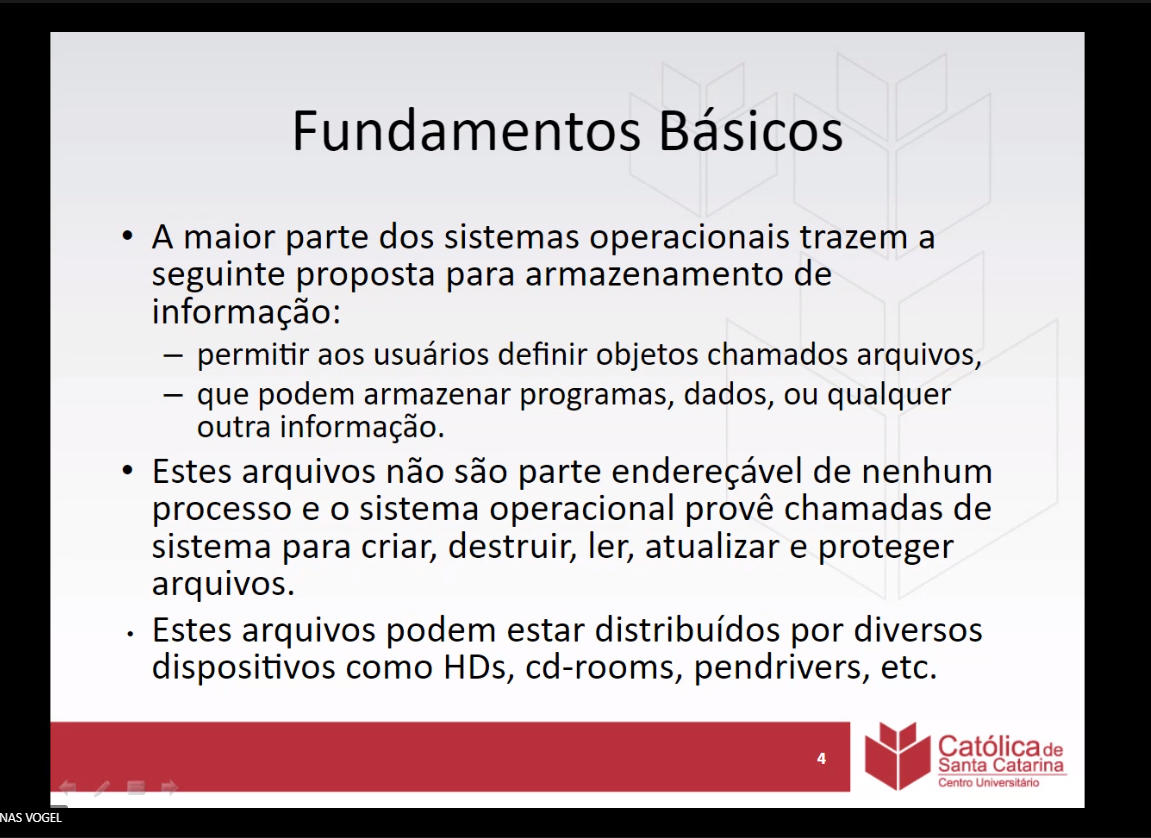 Fundamentos Básicos
• A maior parte dos sistemas operacionais trazem a
seguinte proposta para armazenamento de
informação:
– permitir aos usuários definir objetos chamados arquivos,
– que podem armazenar programas, dados, ou qualquer
outra informação.
• Estes arquivos não são parte endereçável de nenhum
processo e o sistema operacional provê chamadas de
sistema para criar, destruir, ler, atualizar e proteger
arquivos.
• Estes arquivos podem estar distribuídos por diversos
dispositivos como HDs, cd-rooms, pendrivers, etc.
4
Católica de
Santa Catarina
Centro Universitário
NAS VOGEL